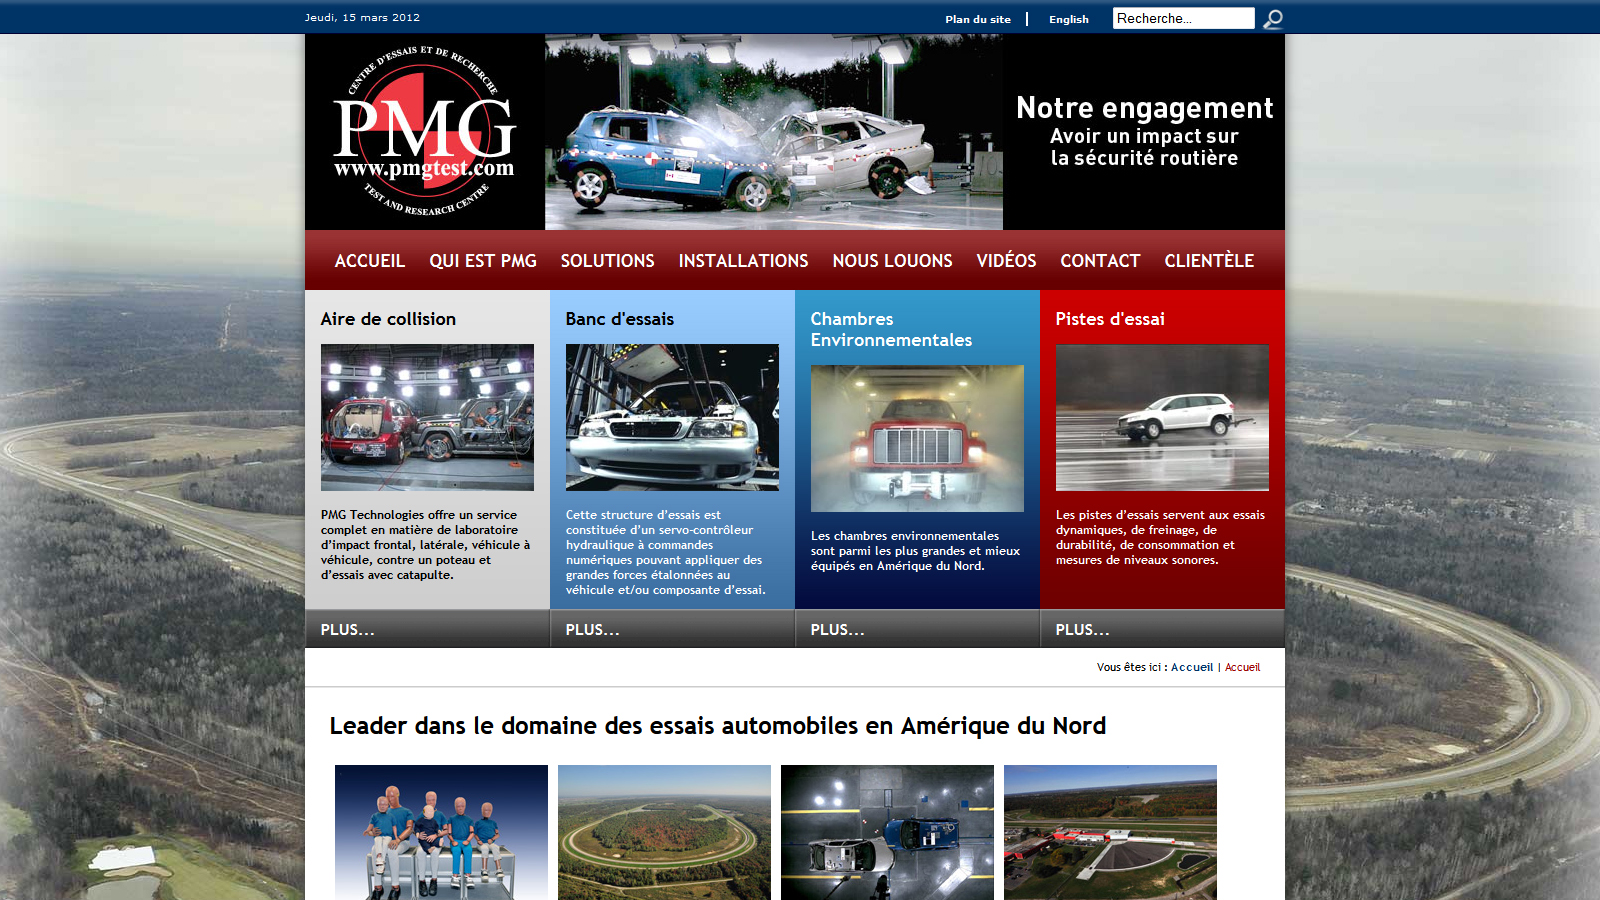 Jeudi, 15 mars 2012
Plan du site
English
Recherche...
CENTRE D'ESSAIS ET DE RECHERCHE
PMG
www.pmgtest.com
TEST AND RESEARCH CENTRE
Notre engagement
Avoir un impact sur
la sécurité routière
ACCUEIL QUI EST PMG SOLUTIONS INSTALLATIONS NOUS LOUONS VIDÉOS CONTACT CLIENTÈLE
Aire de collision
PMG Technologies offre un service
complet en matière de laboratoire
d'impact frontal, latérale, véhicule à
véhicule, contre un poteau et
d'essais avec catapulte.
PLUS...
Banc d'essais
Cette structure d'essais est
constituée d'un servo-contrôleur
hydraulique à commandes
numériques pouvant appliquer des
grandes forces étalonnées au
véhicule et/ou composante d'essai.
PLUS...
Chambres
Environnementales
Les chambres environnementales
sont parmi les plus grandes et mieux
équipés en Amérique du Nord.
PLUS...
Pistes d'essai
Les pistes d'essais servent aux essais
dynamiques, de freinage, de
durabilité, de consommation et
mesures de niveaux sonores.
PLUS...
Vous êtes ici : Accueil | Accueil
Leader dans le domaine des essais automobiles en Amérique du Nord